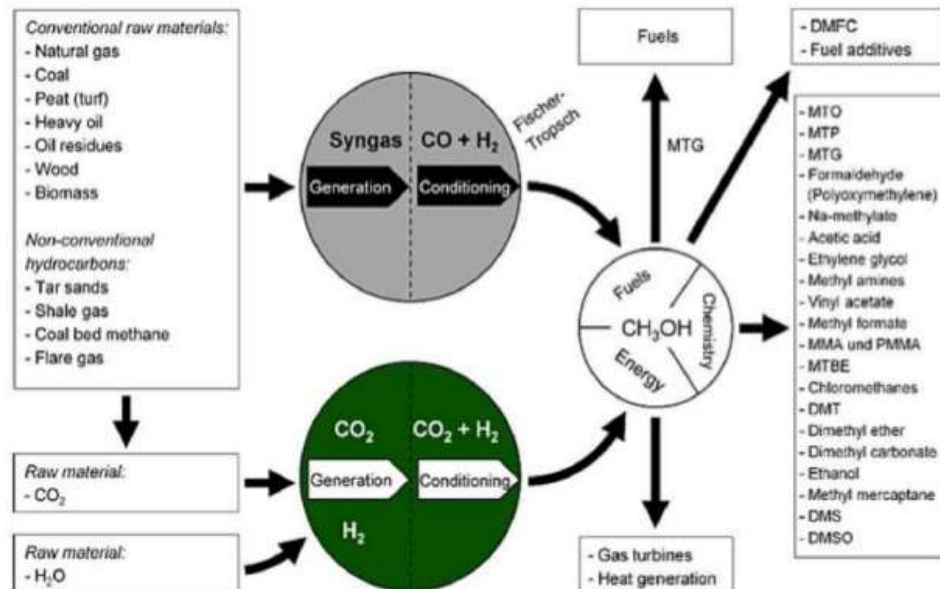 Conventional raw materials:
- Natural gas
- Coal
- Peat (turf)
- Heavy oil
- Oil residues
- Wood
- Biomass
Non-conventional
hydrocarbons:
- Tar sands
- Shale gas
- Coal bed methane
- Flare gas
Raw material:
- CO₂
Raw material:
- H₂O
Syngas
CO + H₂
Generation
Conditioning
Fischer-
Tropsch
CO₂
CO₂ + H₂
Generation
Conditioning
H₂
Fuels
MTG
Fuels
Chemistry
CH₃OH
Energy
- Gas turbines
- Heat generation
- DMFC
- Fuel additives
- MTO
- MTP
- MTG
- Formaldehyde
(Polyoxymethylene)
- Na-methylate
- Acetic acid
- Ethylene glycol
- Methyl amines
- Vinyl acetate
- Methyl formate
- MMA und PMMA
- MTBE
- Chloromethanes
- DMT
- Dimethyl ether
- Dimethyl carbonate
- Ethanol
- Methyl mercaptane
- DMS
- DMSO